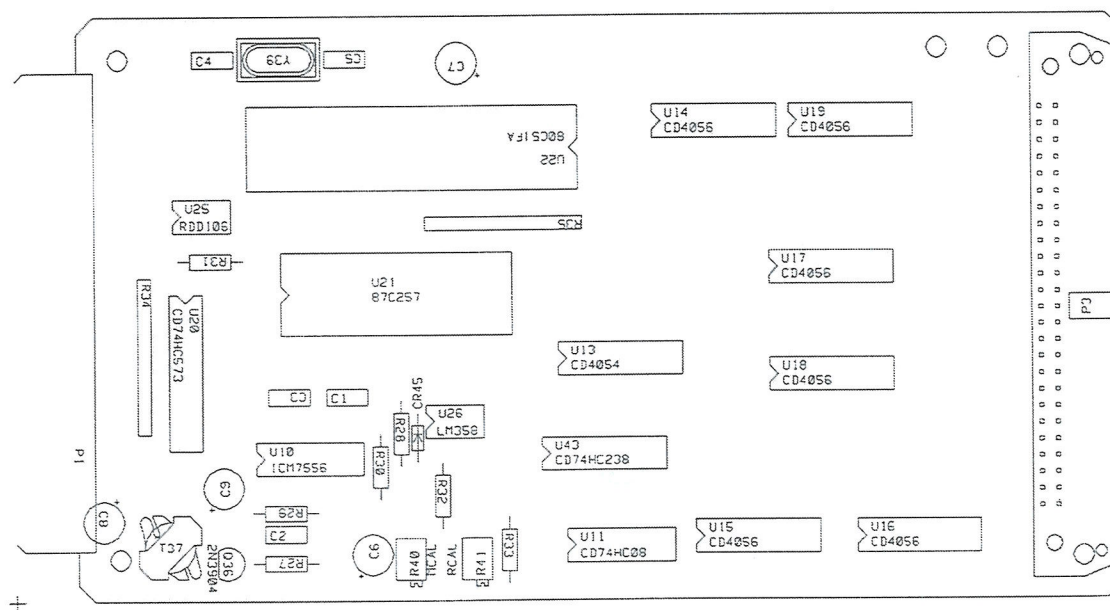 C4
Y39
C5
C7
U14
CD4056
U19
CD4056
80C51FA
U22
U25
RDD106
R35
R31
U17
CD4056
U21
87C257
R34
U20
CD74HC573
P3
U13
CD4054
U18
CD4056
C3
C1
CR45
R28
U26
LM358
P1
U10
ICM7556
R30
U43
CD74HC238
C9
R32
C8
R29
T37
C2
2N3904
Q36
R27
C6
R40
MCAL
RCAL
R41
R33
U11
CD74HC08
U15
CD4056
U16
CD4056